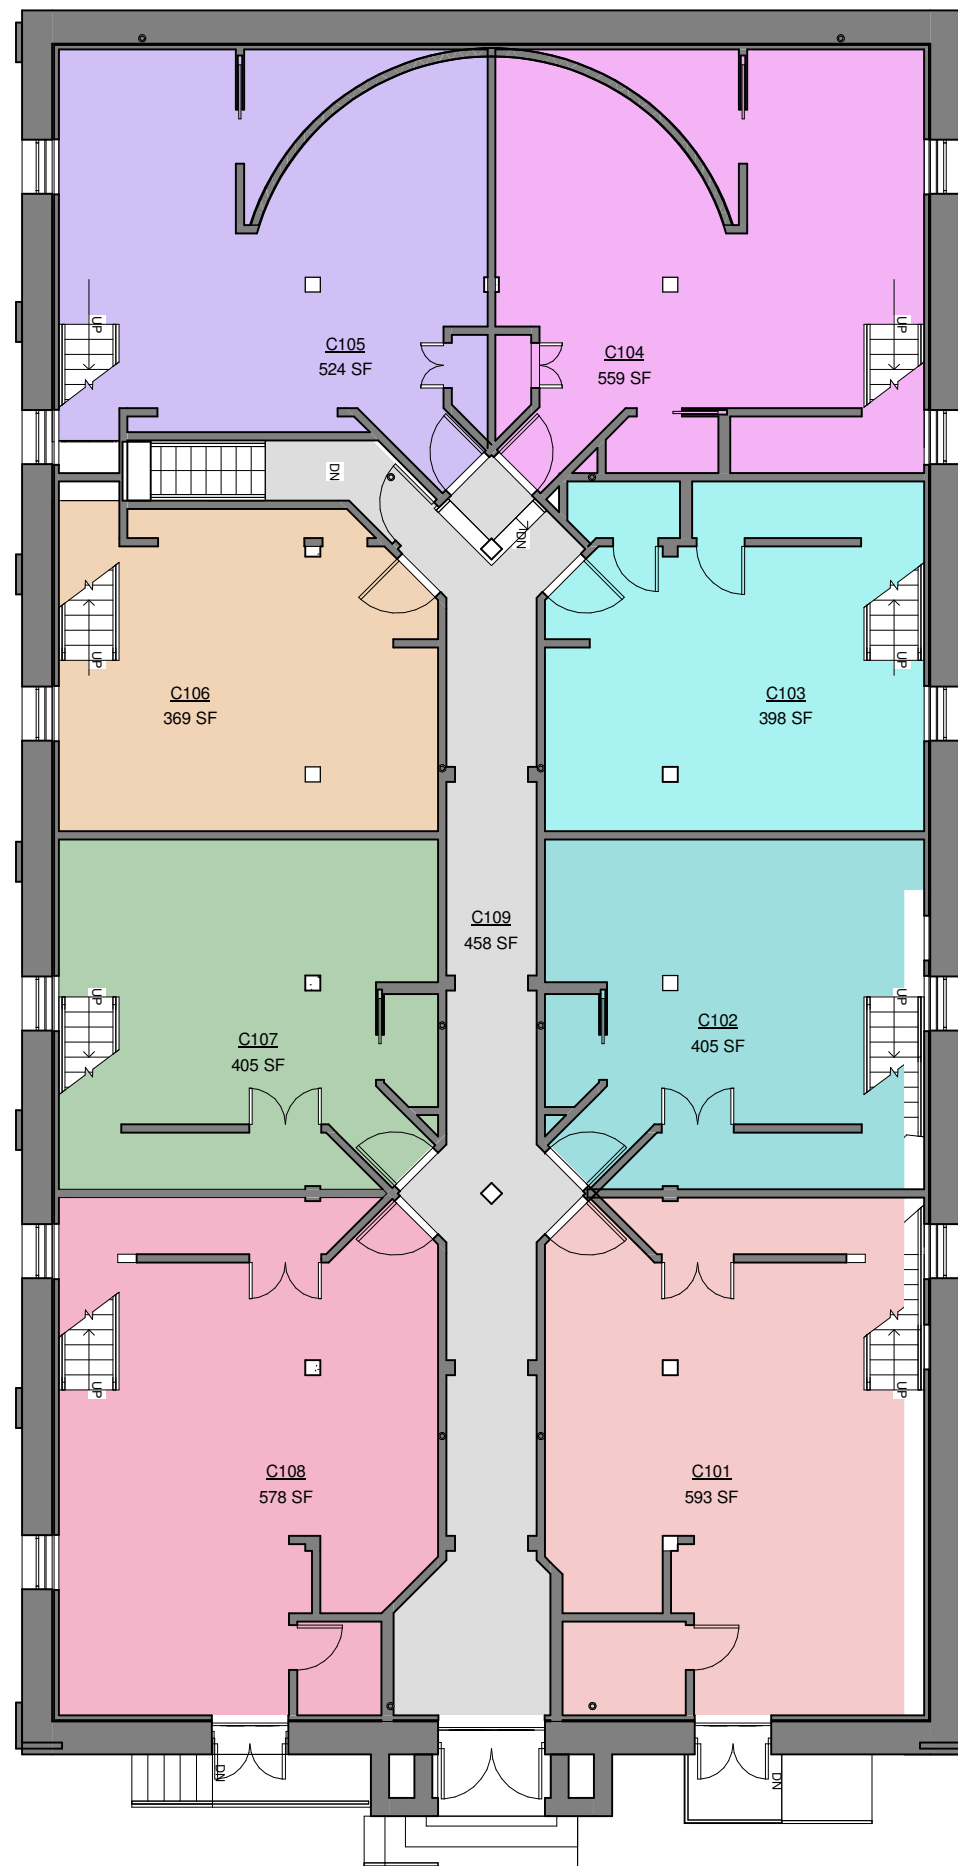 UP
UP
C105
524 SF
C104
559 SF
DN
DN
UP
UP
C106
369 SF
C103
398 SF
C109
458 SF
UP
UP
C107
405 SF
C102
405 SF
UP
UP
C108
578 SF
C101
593 SF
DN
DN